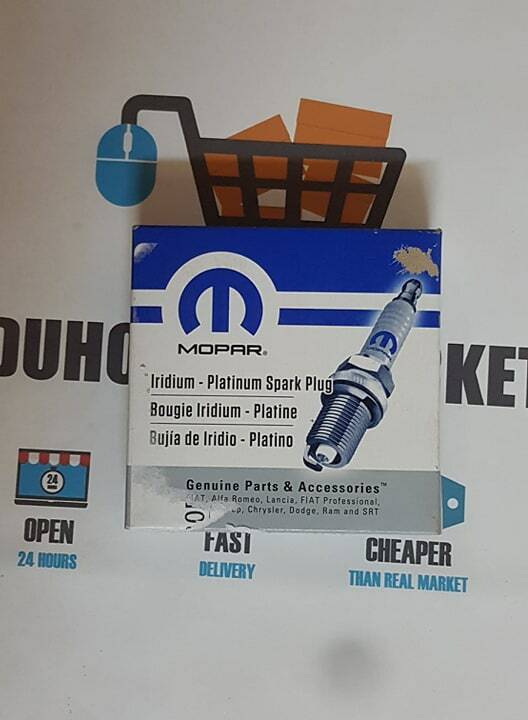 DUHO
KET
MOPAR®
Iridium - Platinum Spark Plug
Bougie Iridium - Platine
Bujía de Iridio - Platino
Genuine Parts & Accessories™
Alfa Romeo, Lancia, FIAT Professional,
Chrysler, Dodge, Ram and SRT
24
OPEN
24 HOURS
FAST
DELIVERY
CHEAPER
THAN REAL MARKET